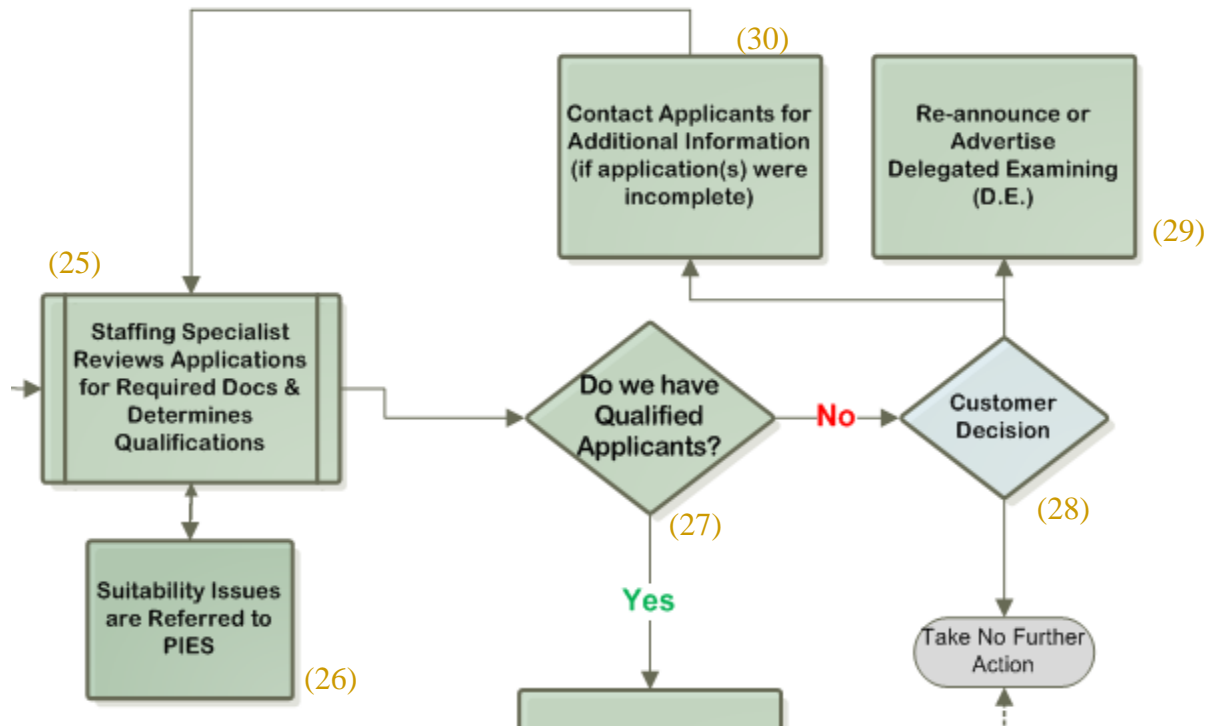 (30)
Contact Applicants for
Additional Information
(if application(s) were
incomplete)
Re-announce or
Advertise
Delegated Examining
(D.E.)
(29)
(25)
Staffing Specialist
Reviews Applications
for Required Docs &
Determines
Qualifications
Do we have
Qualified
Applicants?
No
Customer
Decision
(27)
(28)
Suitability Issues
are Referred to
PIES
(26)
Yes
Take No Further
Action